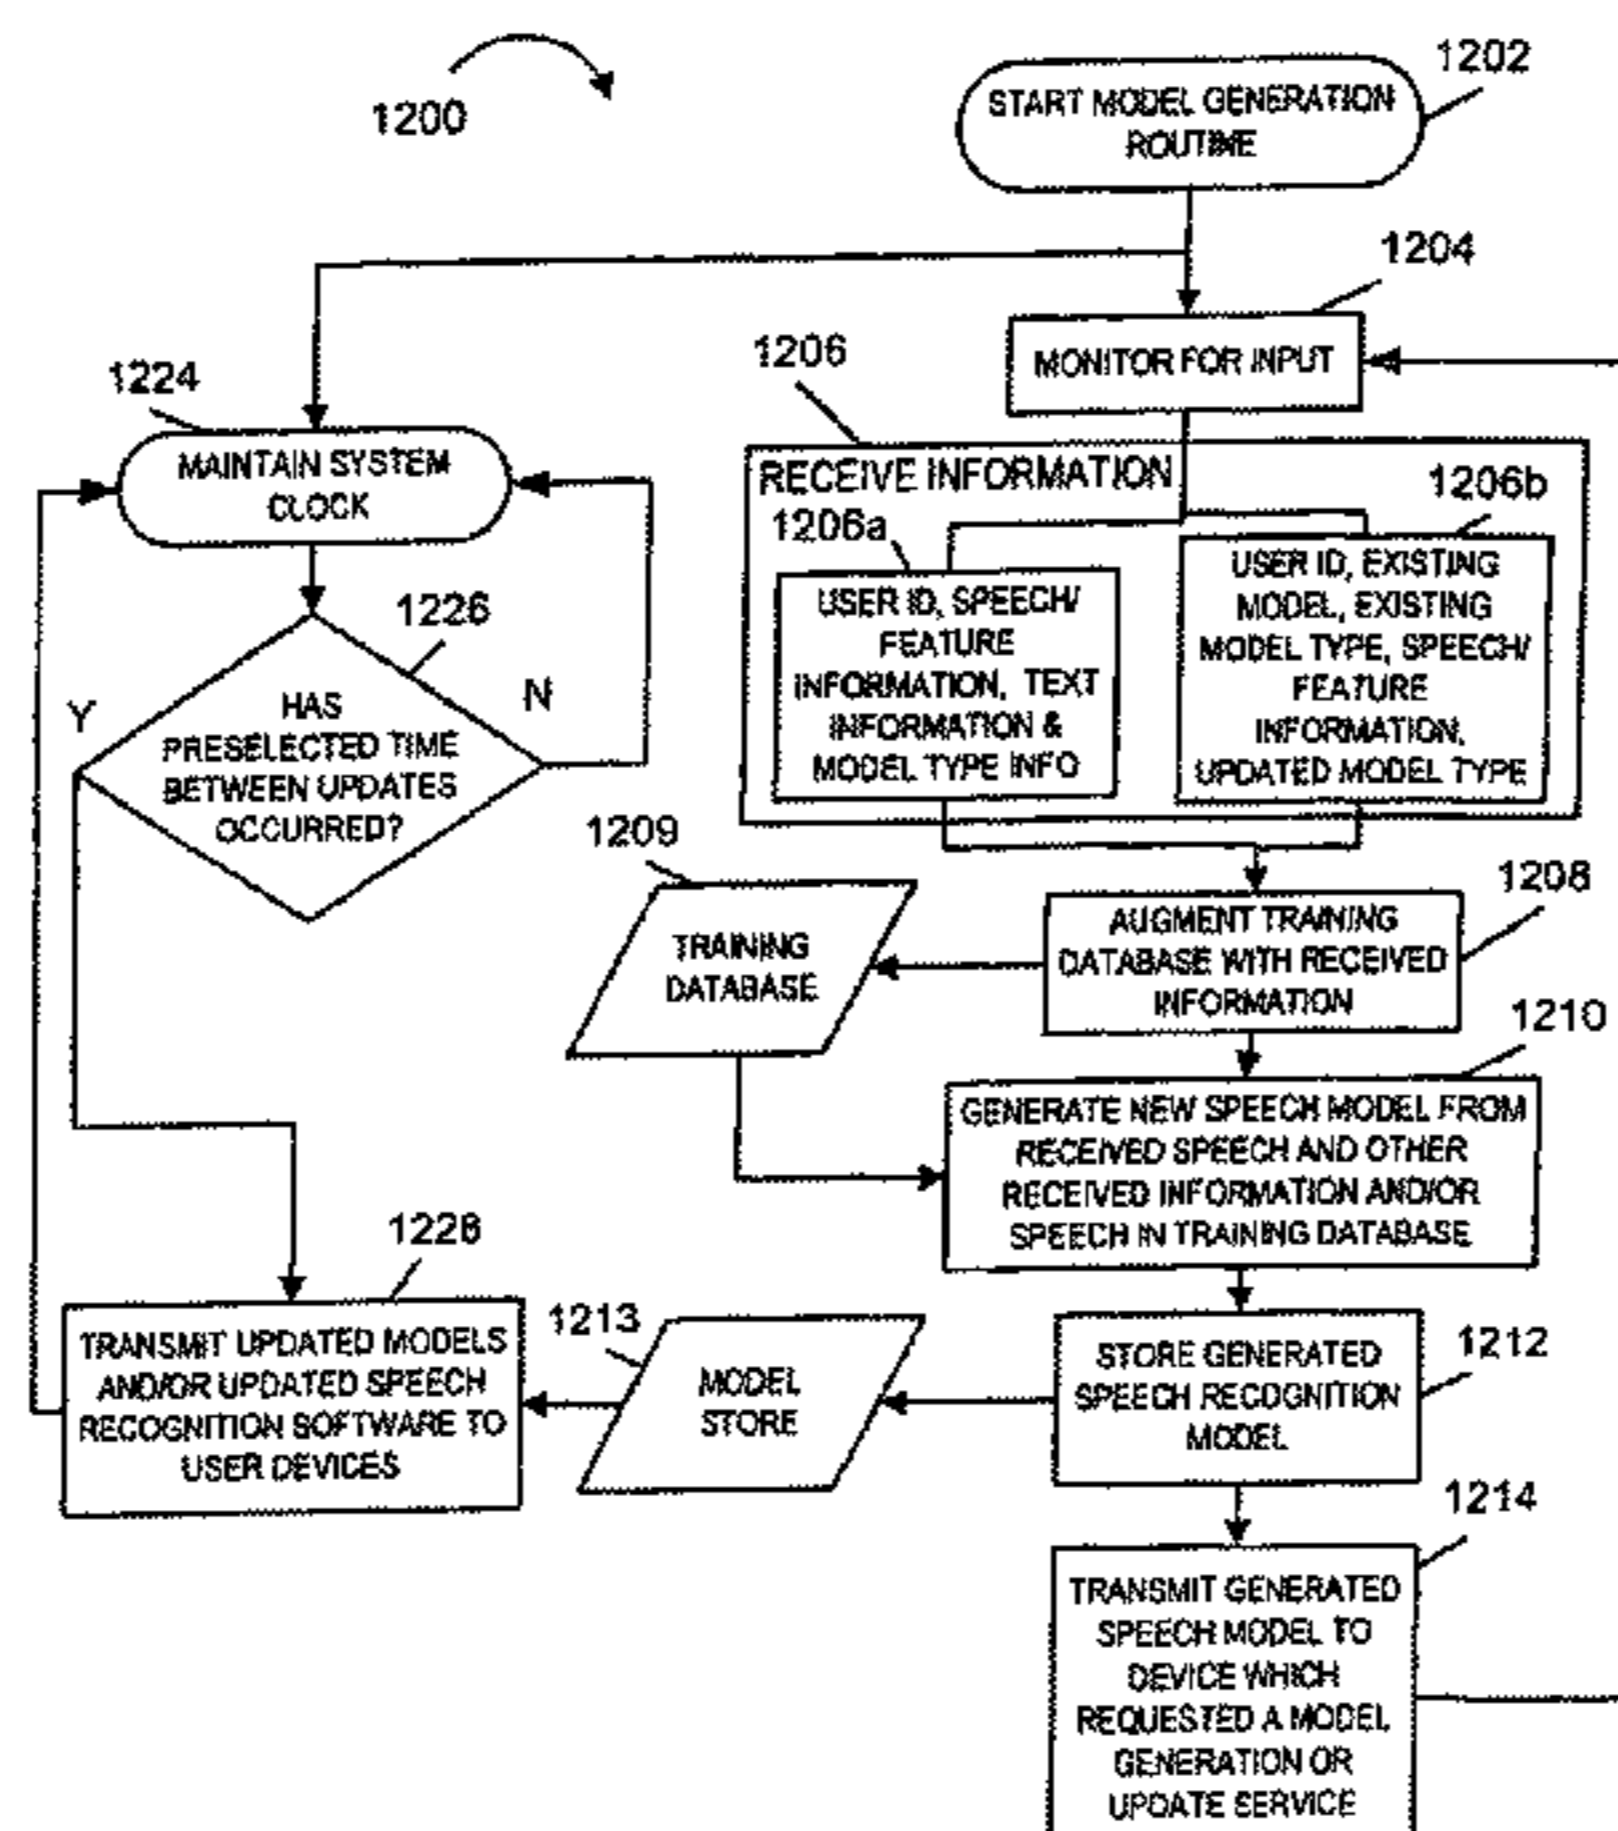 1200
1202
START MODEL GENERATION
ROUTINE
1204
MONITOR FOR INPUT
1206
RECEIVE INFORMATION
1206a
USER ID, SPEECH/
FEATURE
INFORMATION, TEXT
INFORMATION &
MODEL TYPE INFO
1206b
USER ID, EXISTING
MODEL, EXISTING
MODEL TYPE, SPEECH/
FEATURE
INFORMATION,
UPDATED MODEL TYPE
1224
MAINTAIN SYSTEM
CLOCK
1226
Y
N
HAS
PRESELECTED TIME
BETWEEN UPDATES
OCCURRED?
1209
TRAINING
DATABASE
1208
AUGMENT TRAINING
DATABASE WITH RECEIVED
INFORMATION
1210
GENERATE NEW SPEECH MODEL FROM
RECEIVED SPEECH AND OTHER
RECEIVED INFORMATION AND/OR
SPEECH IN TRAINING DATABASE
1228
TRANSMIT UPDATED MODELS
AND/OR UPDATED SPEECH
RECOGNITION SOFTWARE TO
USER DEVICES
1213
MODEL
STORE
1212
STORE GENERATED
SPEECH RECOGNITION
MODEL
1214
TRANSMIT GENERATED
SPEECH MODEL TO
DEVICE WHICH
REQUESTED A MODEL
GENERATION OR
UPDATE SERVICE